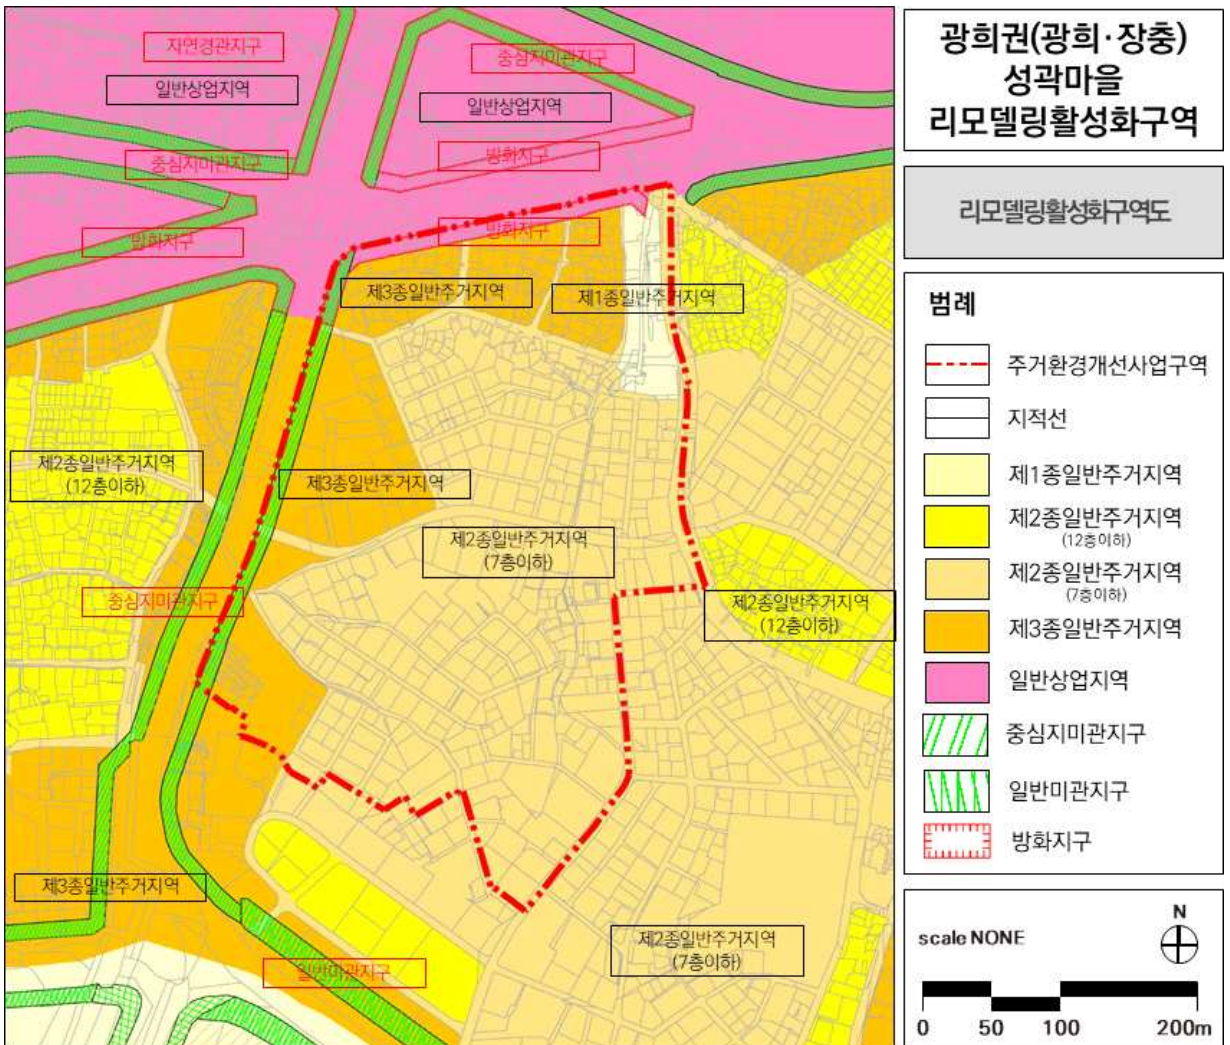 광희권(광희·장충)
성곽마을
리모델링활성화구역
리모델링활성화구역도
범례
주거환경개선사업구역
지적선
제1종일반주거지역
제2종일반주거지역
(12층이하)
제2종일반주거지역
(7층이하)
제3종일반주거지역
일반상업지역
중심지미관지구
일반미관지구
방화지구
scale NONE
N
0 50 100 200m
자연경관지구
중심지미관지구
일반상업지역
일반상업지역
중심지미관지구
방화지구
방화지구
방화지구
제3종일반주거지역
제1종일반주거지역
제2종일반주거지역
(12층이하)
제3종일반주거지역
제2종일반주거지역
(7층이하)
중심지미관지구
제2종일반주거지역
(12층이하)
제3종일반주거지역
제2종일반주거지역
(7층이하)
일반미관지구